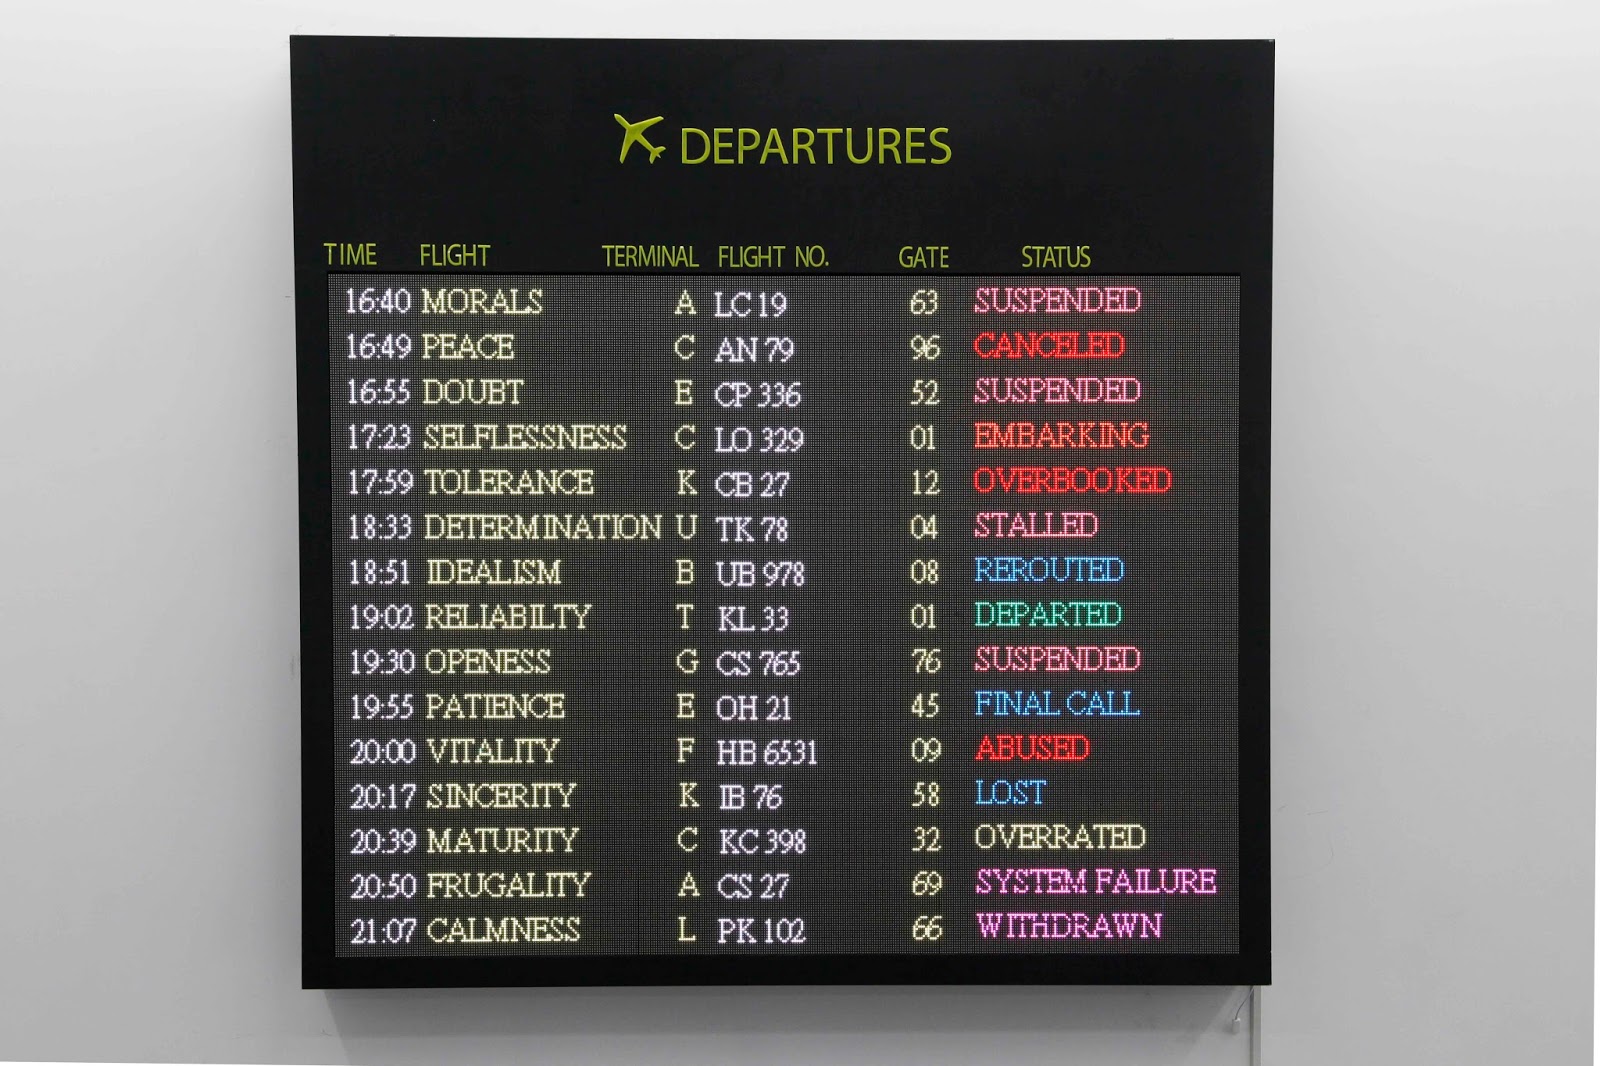 DEPARTURES
TIME FLIGHT TERMINAL FLIGHT NO. GATE STATUS
16:40 MORALS A LC 19 63 SUSPENDED
16:49 PEACE C AN 79 96 CANCELED
16:55 DOUBT E CP 336 52 SUSPENDED
17:23 SELFLESSNESS C LO 329 01 EMBARKING
17:59 TOLERANCE K CB 27 12 OVERBOOKED
18:33 DETERMINATION U TK 78 04 STALLED
18:51 IDEALISM B UB 978 08 REROUTED
19:02 RELIABILTY T KL 33 01 DEPARTED
19:30 OPENESS G CS 765 76 SUSPENDED
19:55 PATIENCE E OH 21 45 FINAL CALL
20:00 VITALITY F HB 6531 09 ABUSED
20:17 SINCERITY K IB 76 58 LOST
20:39 MATURITY C KC 398 32 OVERRATED
20:50 FRUGALITY A CS 27 69 SYSTEM FAILURE
21:07 CALMNESS L PK 102 66 WITHDRAWN